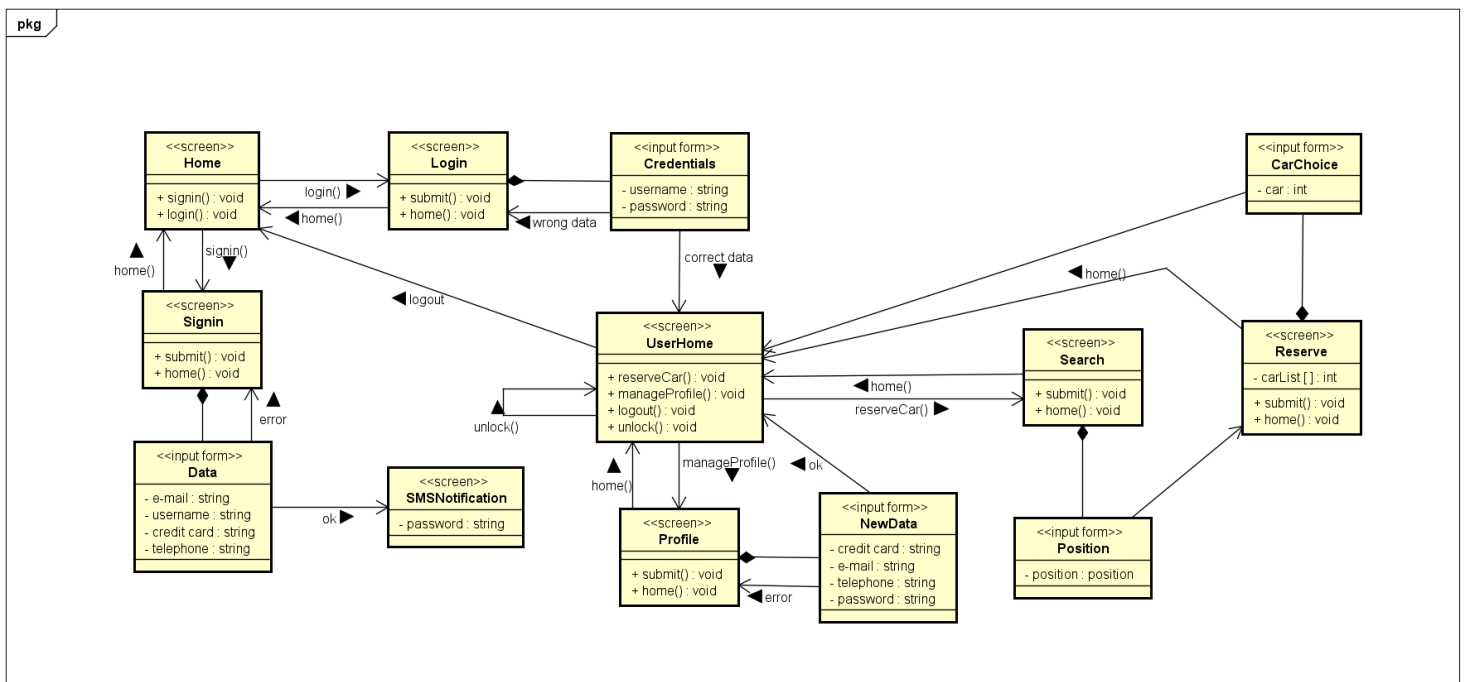 pkg
<<screen>>
Home
+ signin() : void
+ login() : void
login()
home()
<<screen>>
Login
+ submit() : void
+ home() : void
<<input form>>
Credentials
- username : string
- password : string
wrong data
correct data
<<input form>>
CarChoice
- car : int
home()
signin()
logout
home()
<<screen>>
Signin
+ submit() : void
+ home() : void
error
<<screen>>
UserHome
+ reserveCar() : void
+ manageProfile() : void
+ logout() : void
+ unlock() : void
unlock()
home()
reserveCar()
<<screen>>
Search
+ submit() : void
+ home() : void
<<screen>>
Reserve
- carList [ ] : int
+ submit() : void
+ home() : void
<<input form>>
Data
- e-mail : string
- username : string
- credit card : string
- telephone : string
ok
<<screen>>
SMSNotification
- password : string
home()
manageProfile()
ok
<<screen>>
Profile
+ submit() : void
+ home() : void
error
<<input form>>
NewData
- credit card : string
- e-mail : string
- telephone : string
- password : string
<<input form>>
Position
- position : position